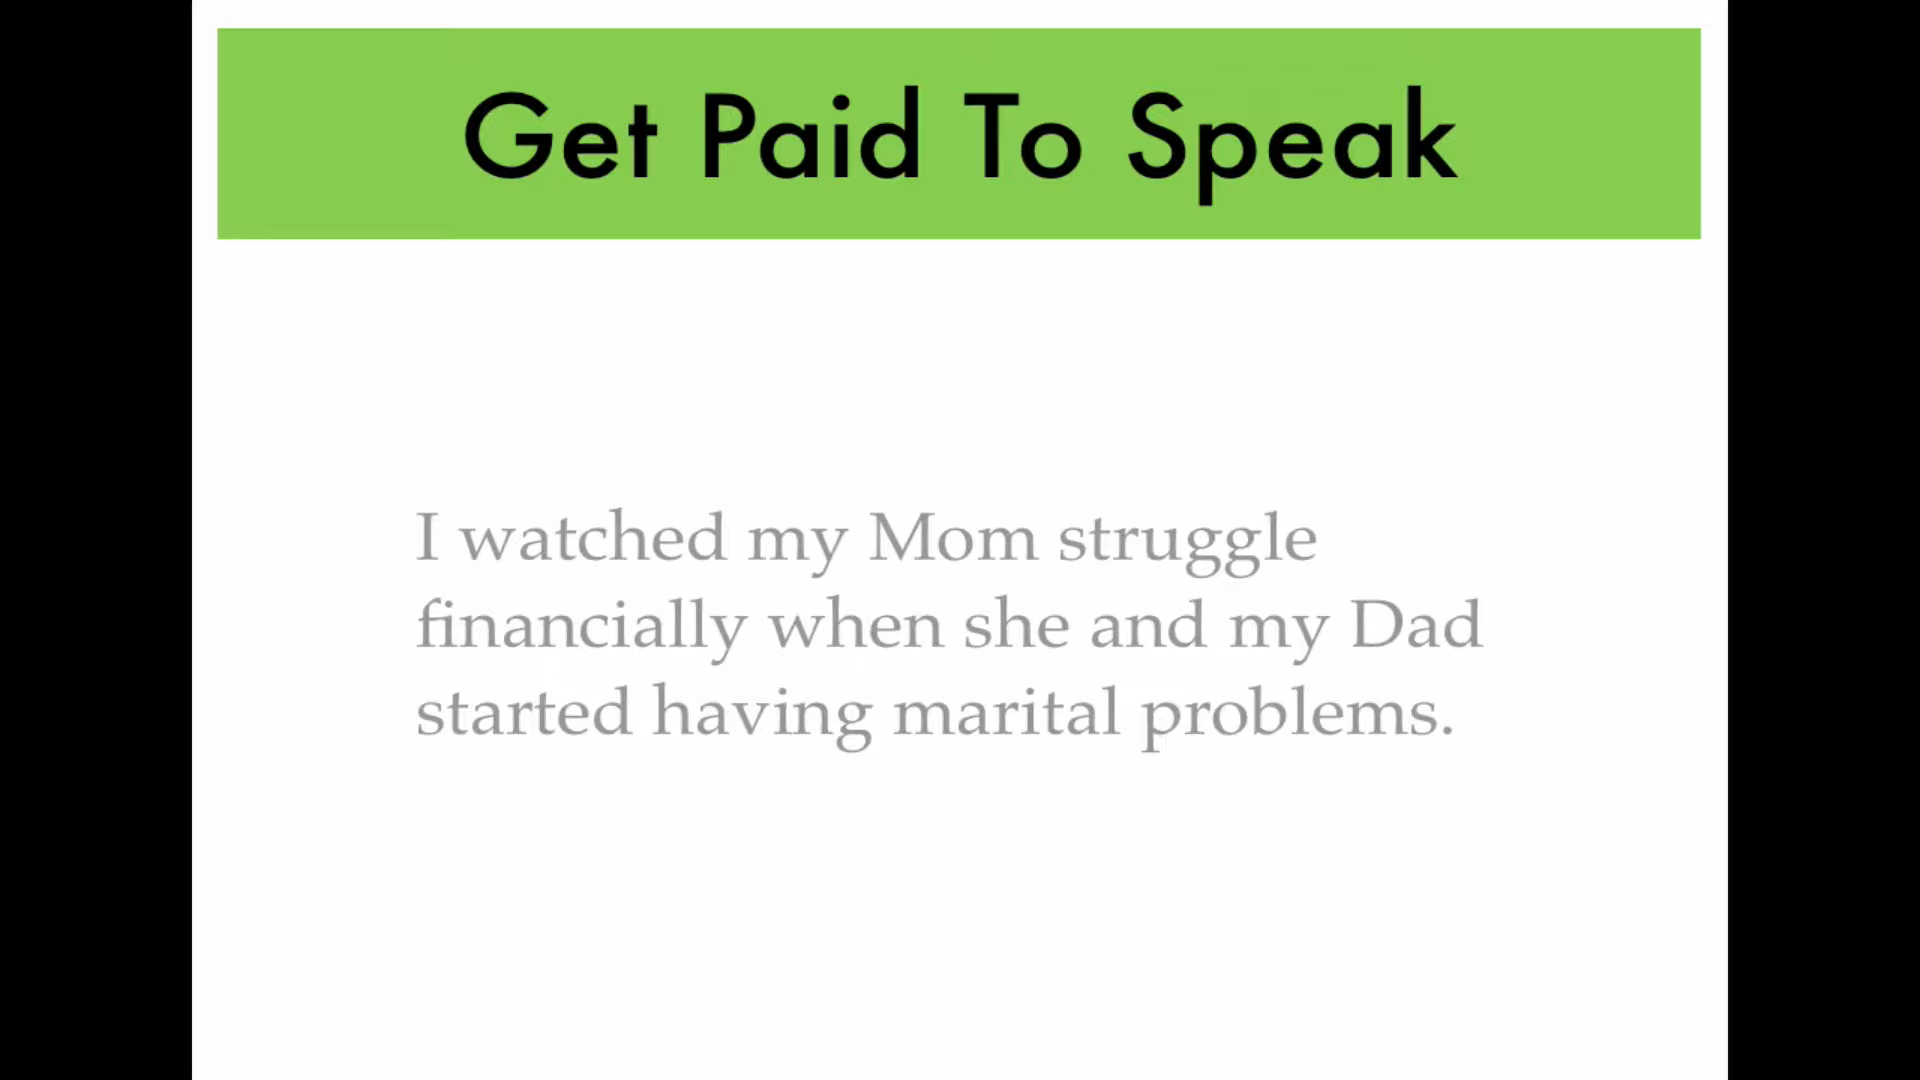 Get Paid To Speak
I watched my Mom struggle
financially when she and my Dad
started having marital problems.